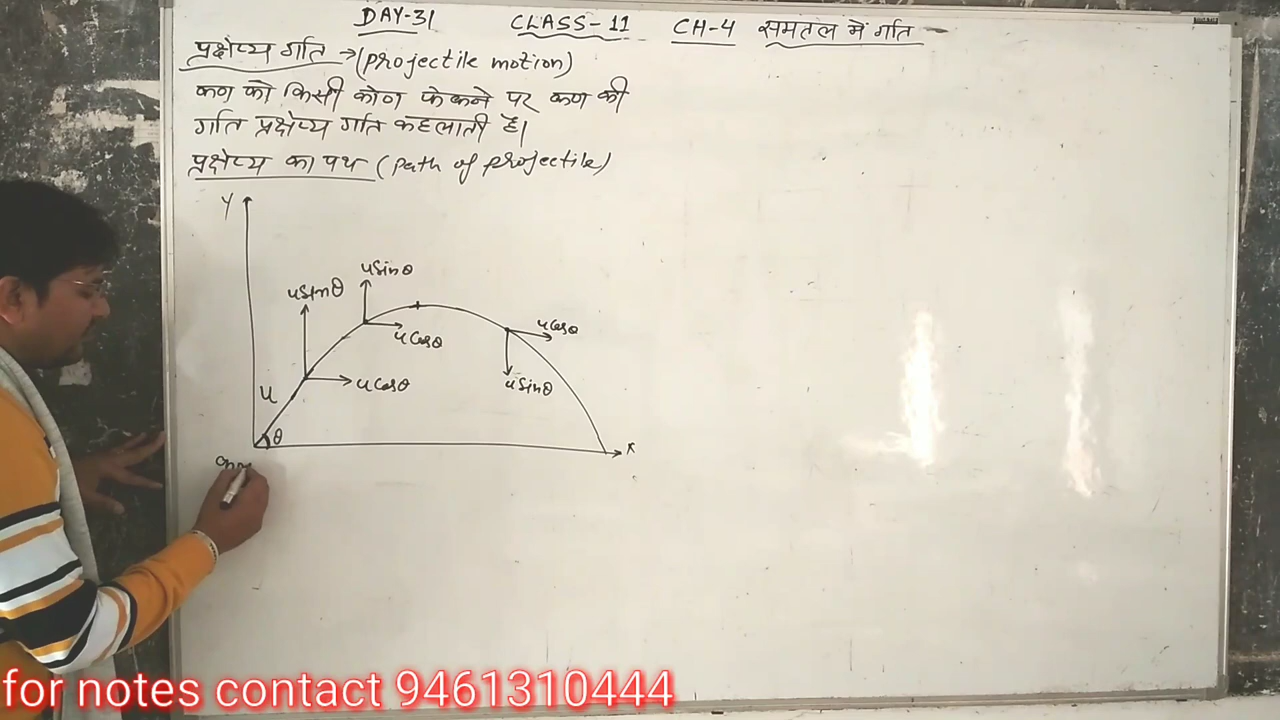 DAY-31 CLASS-11 CH-4 समतल में गति
प्रक्षेप्य गति → (projectile motion)
कण को किसी कोण फेकने पर कण की
गति प्रक्षेप्य गति कहलाती है।
प्रक्षेप्य का पथ (Path of projectile)
Y
usinθ
usinθ
ucosθ
ucosθ
usinθ
ucosθ
u
θ
x
for notes contact 9461310444